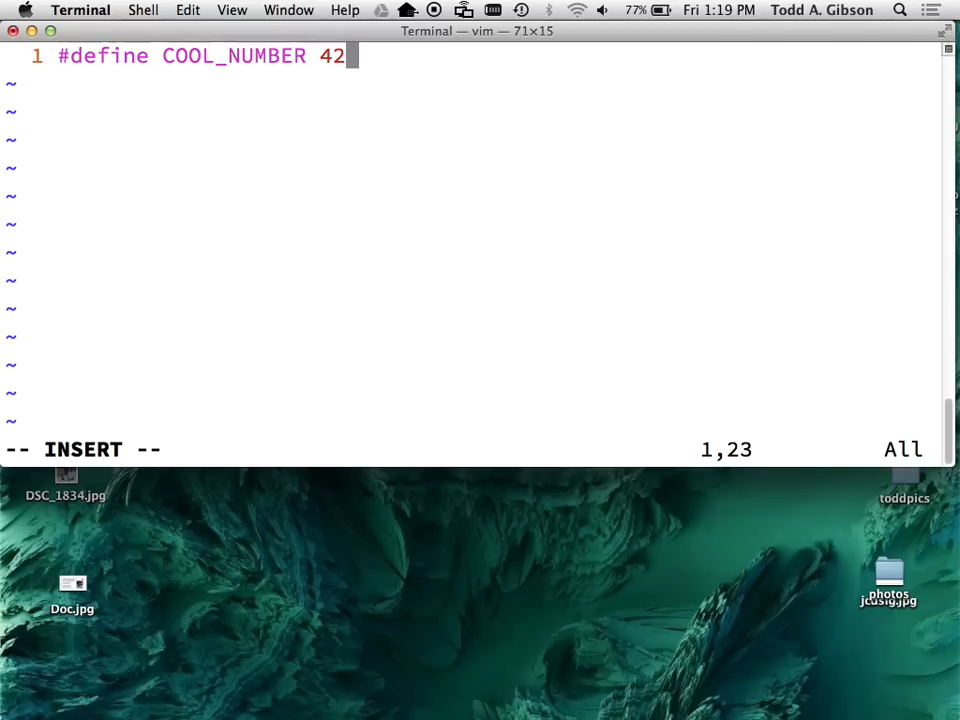 Terminal Shell Edit View Window Help 77% Fri 1:19 PM Todd A. Gibson
Terminal — vim — 71×15
1 #define COOL_NUMBER 42
~
~
~
~
~
~
~
~
~
~
~
~
~
-- INSERT -- 1,23 All
DSC_1834.jpg
toddpics
Doc.jpg
photos